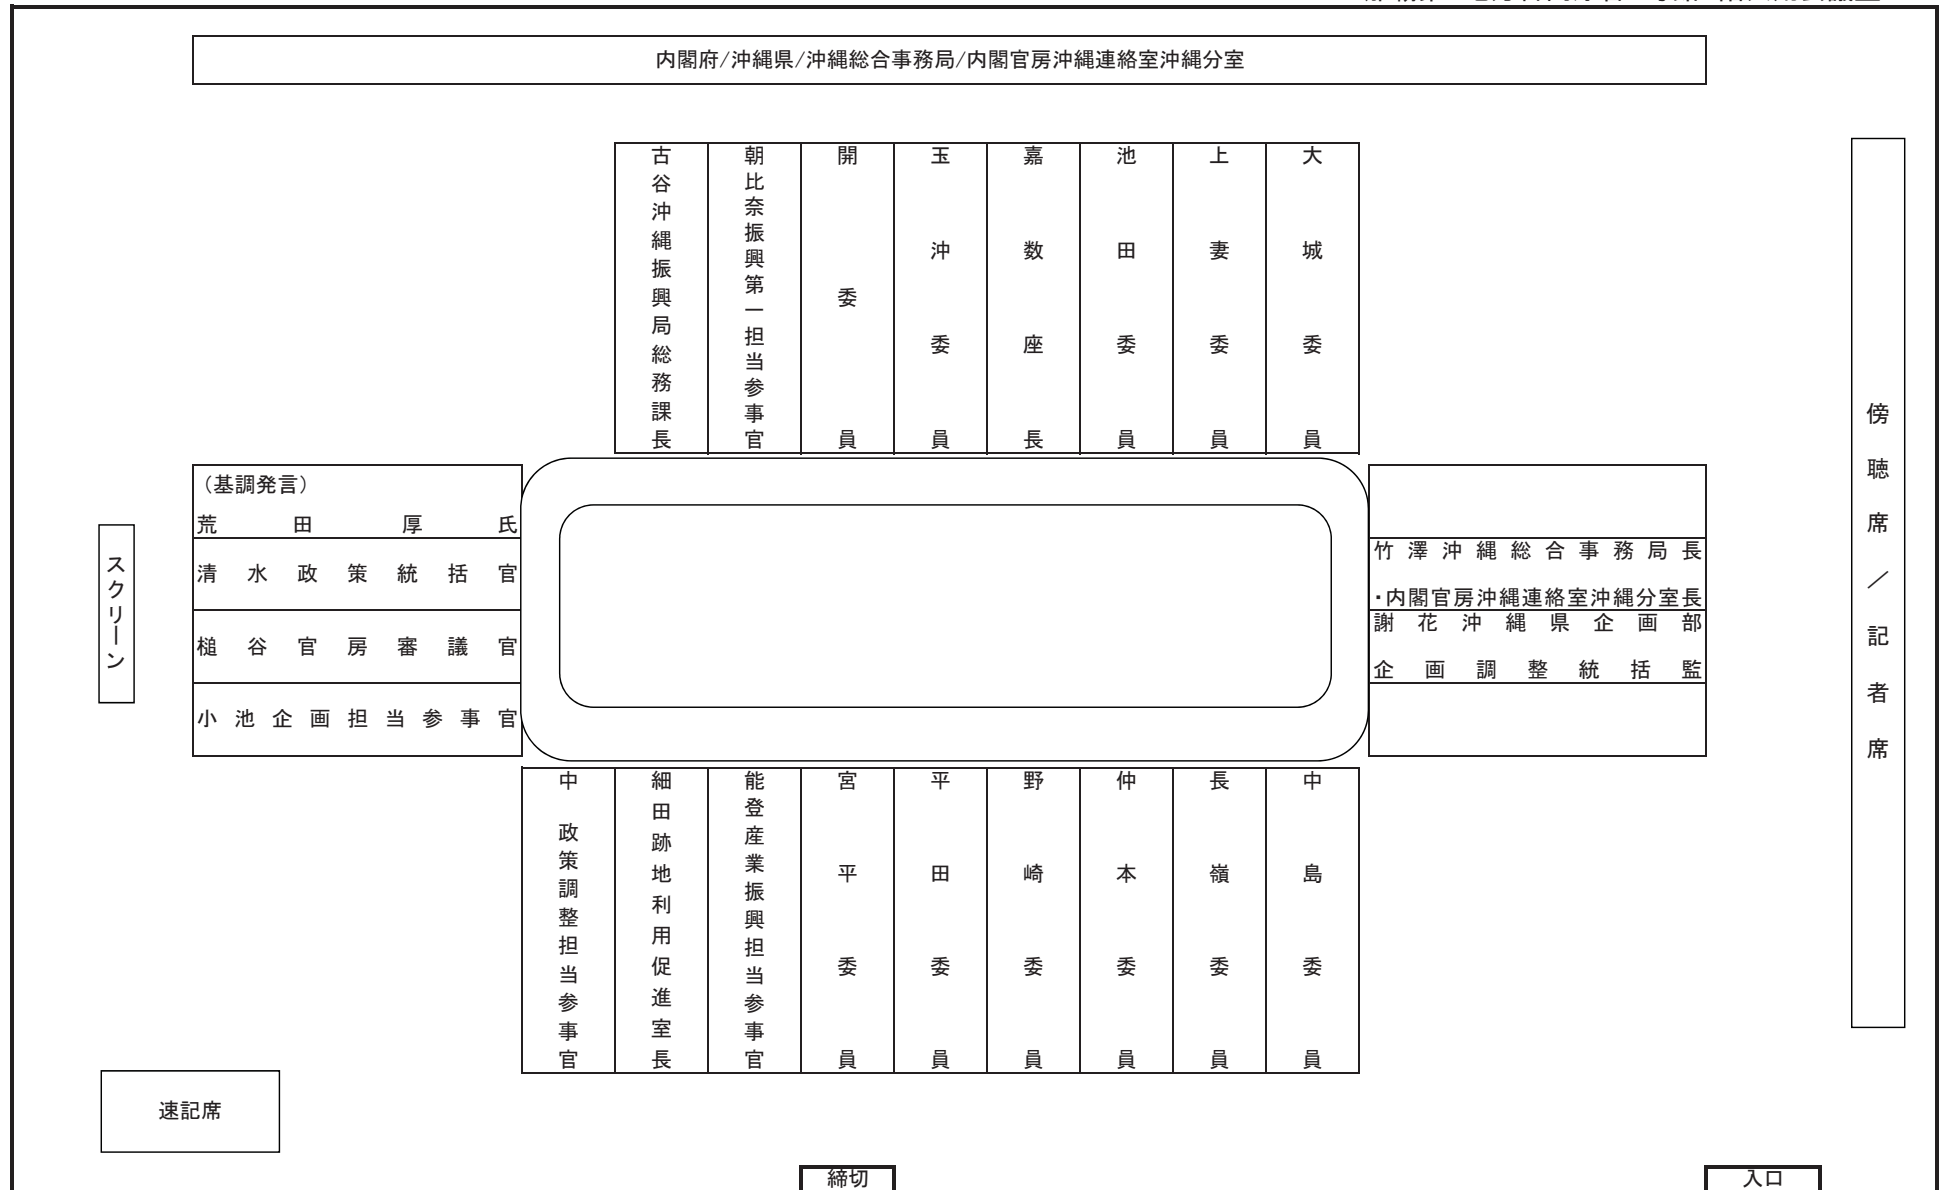 内閣府/沖縄県/沖縄総合事務局/内閣官房沖縄連絡室沖縄分室
古谷沖縄振興局総務課長
朝比奈振興第一担当参事官
開委員
玉沖委員
嘉数座長
池田委員
上妻委員
大城委員
（基調発言）
荒田厚氏
清水政策統括官
槌谷官房審議官
小池企画担当参事官
スクリーン
竹澤沖縄総合事務局長
・内閣官房沖縄連絡室沖縄分室長
謝花沖縄県企画部
企画調整統括監
傍聴席／記者席
中 政策調整担当参事官
細田跡地利用促進室長
能登産業振興担当参事官
宮平委員
平田委員
野崎委員
仲本委員
長嶺委員
中島委員
速記席
締切
入口